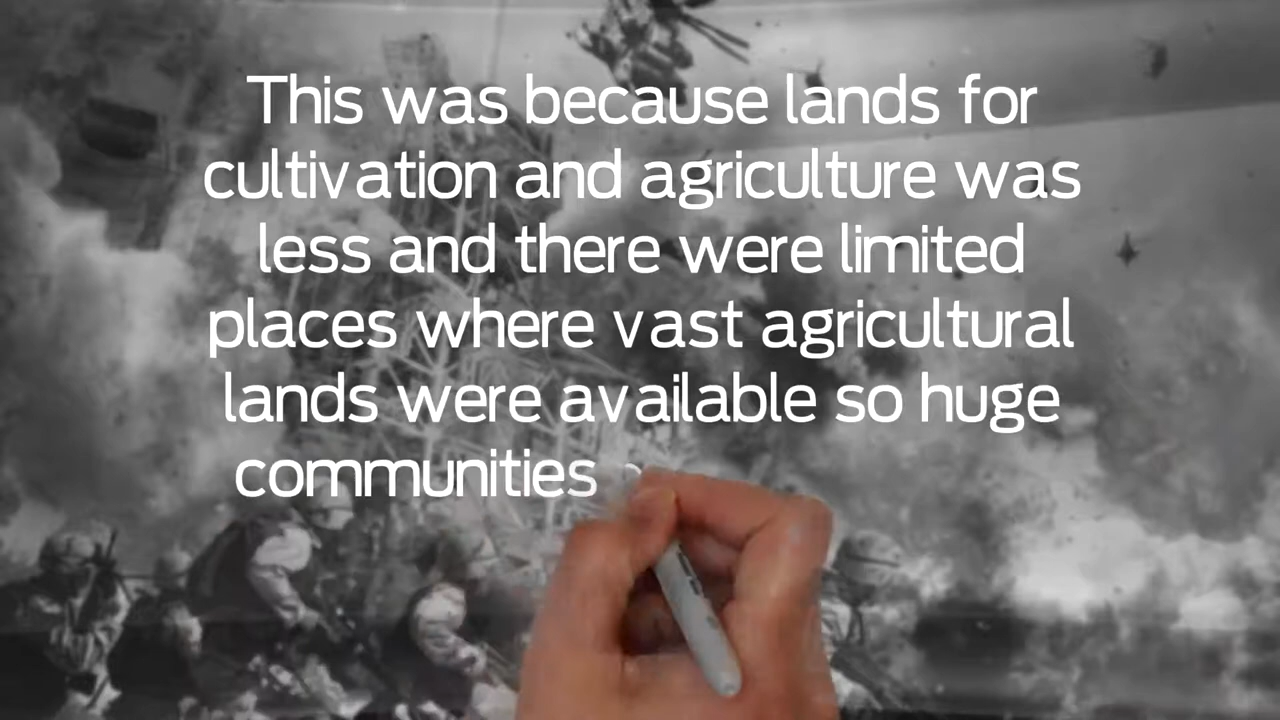 This was because lands for
cultivation and agriculture was
less and there were limited
places where vast agricultural
lands were available so huge
communities